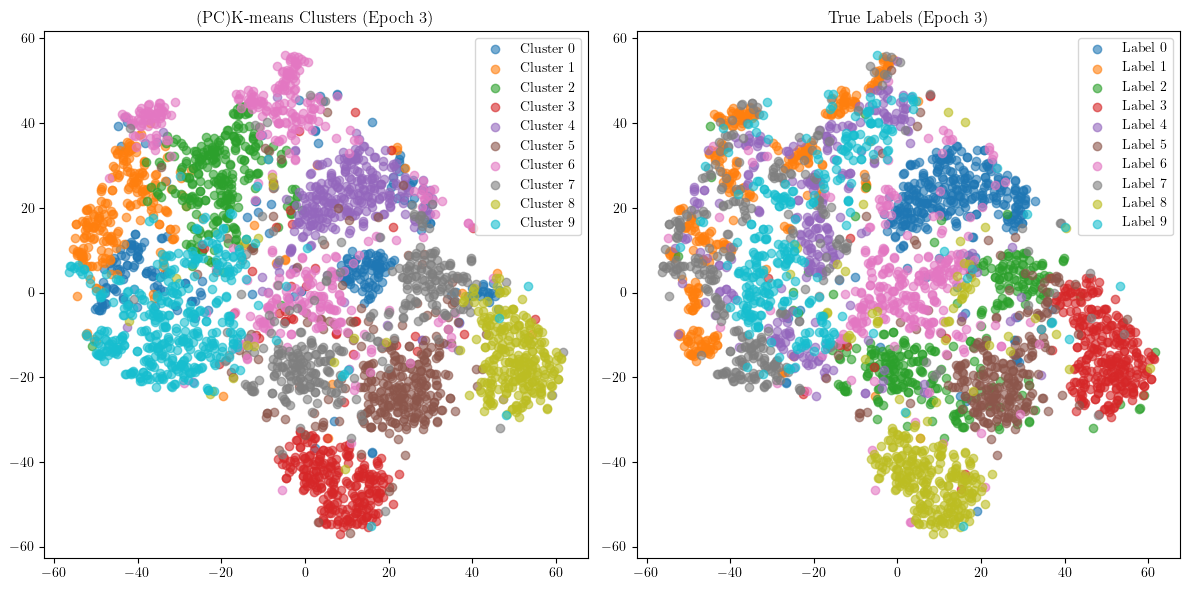 (PC)K-means Clusters (Epoch 3)
60
40
20
0
−20
−40
−60
−60 −40 −20 0 20 40 60
Cluster 0
Cluster 1
Cluster 2
Cluster 3
Cluster 4
Cluster 5
Cluster 6
Cluster 7
Cluster 8
Cluster 9
True Labels (Epoch 3)
60
40
20
0
−20
−40
−60
−60 −40 −20 0 20 40 60
Label 0
Label 1
Label 2
Label 3
Label 4
Label 5
Label 6
Label 7
Label 8
Label 9